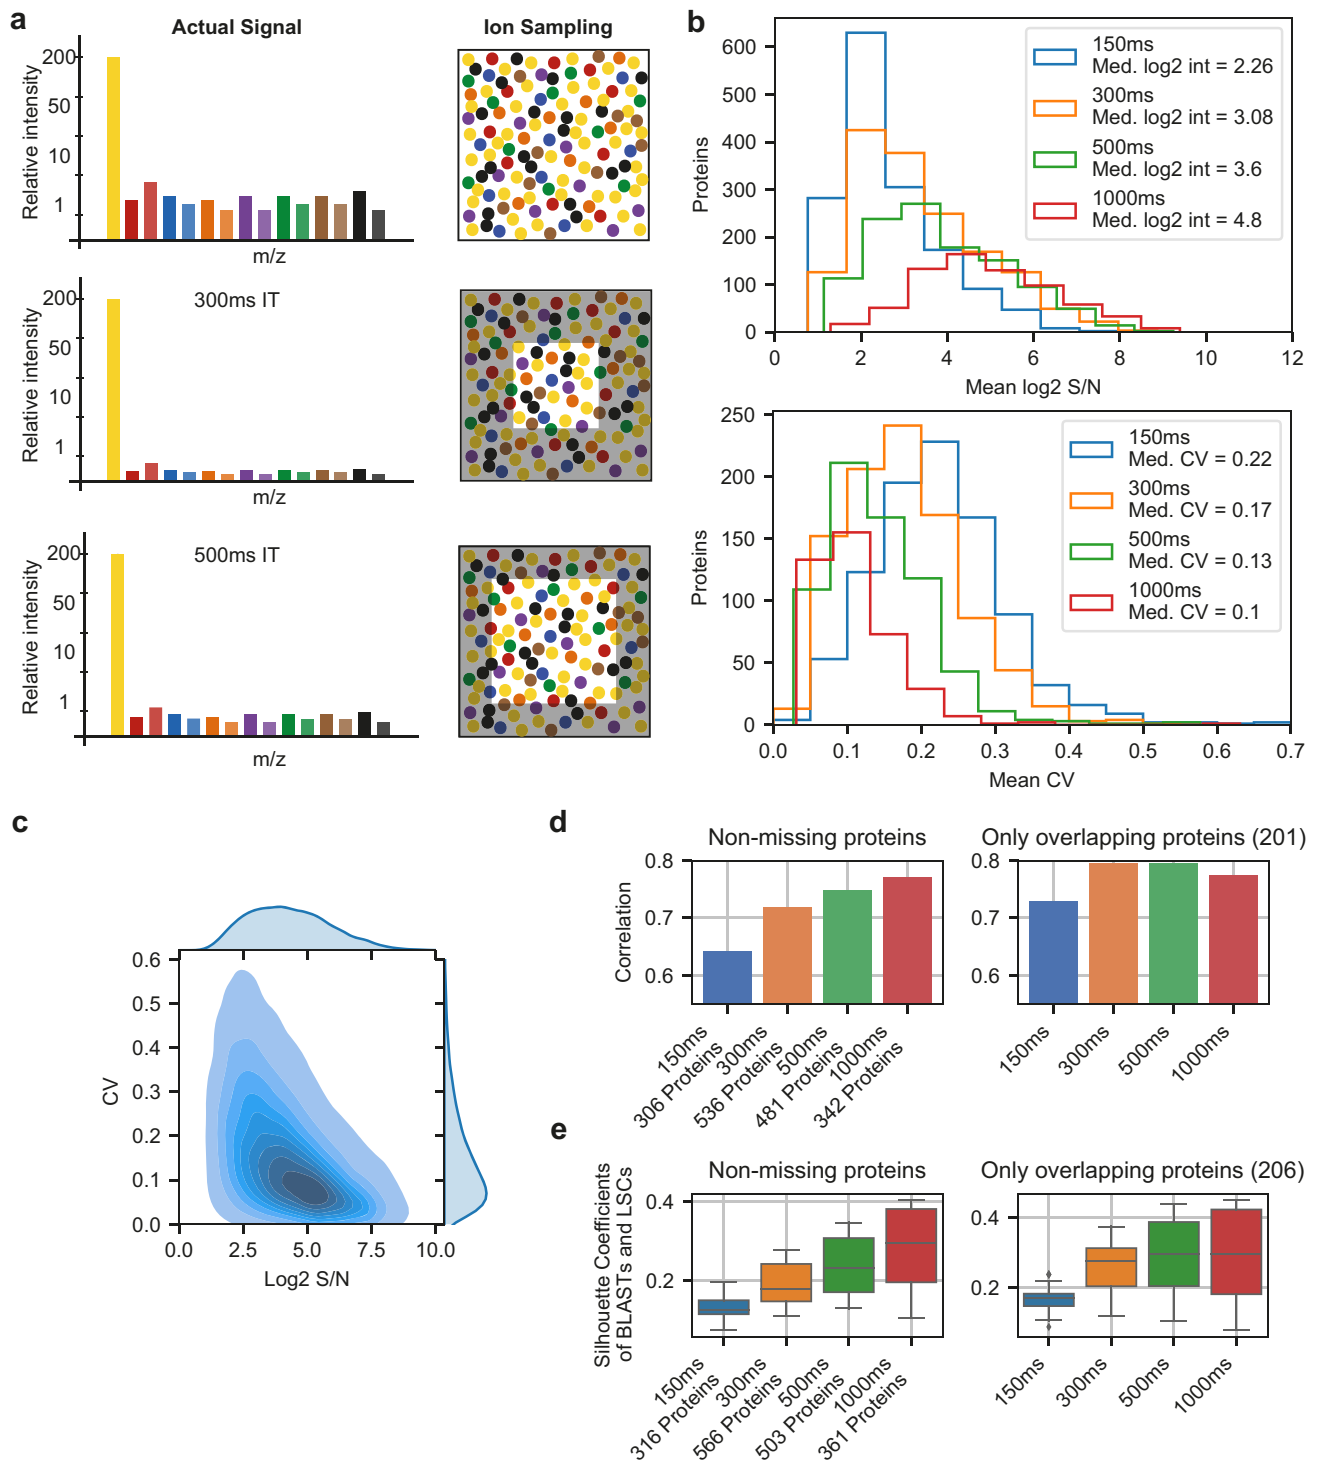 a
Actual Signal
Ion Sampling
Relative intensity
200
50
10
1
m/z
300ms IT
Relative intensity
200
50
10
1
m/z
500ms IT
Relative intensity
200
50
10
1
m/z
b
Proteins
600
500
400
300
200
100
0
0 2 4 6 8 10 12
Mean log2 S/N
150ms
Med. log2 int = 2.26
300ms
Med. log2 int = 3.08
500ms
Med. log2 int = 3.6
1000ms
Med. log2 int = 4.8
Proteins
250
200
150
100
50
0
0.0 0.1 0.2 0.3 0.4 0.5 0.6 0.7
Mean CV
150ms
Med. CV = 0.22
300ms
Med. CV = 0.17
500ms
Med. CV = 0.13
1000ms
Med. CV = 0.1
c
CV
0.6
0.5
0.4
0.3
0.2
0.1
0.0
0.0 2.5 5.0 7.5 10.0
Log2 S/N
d
Non-missing proteins
Correlation
0.8
0.7
0.6
150ms
306 Proteins
300ms
536 Proteins
500ms
481 Proteins
1000ms
342 Proteins
Only overlapping proteins (201)
0.8
0.7
0.6
150ms
300ms
500ms
1000ms
e
Non-missing proteins
Silhouette Coefficients
of BLASTs and LSCs
0.4
0.2
150ms
316 Proteins
300ms
566 Proteins
500ms
503 Proteins
1000ms
361 Proteins
Only overlapping proteins (206)
0.4
0.2
150ms
300ms
500ms
1000ms